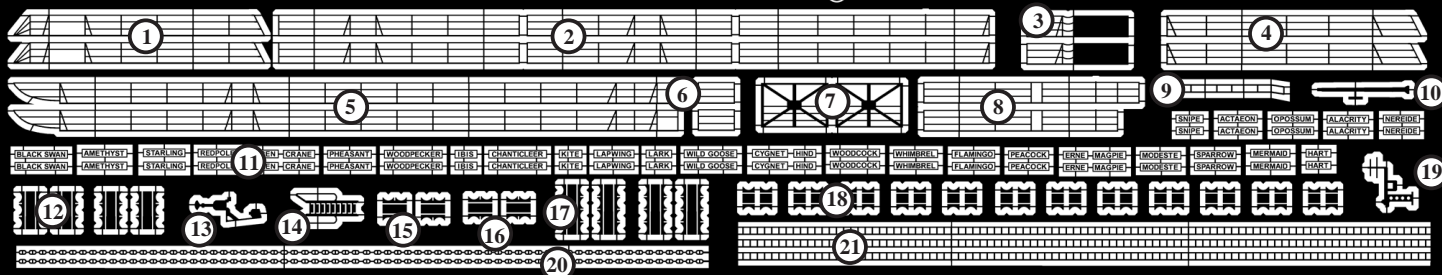 1 2 3 4
5 6 7 8 9 10
SNIPE ACTAEON OPOSSUM ALACRITY NEREIDE
SNIPE ACTAEON OPOSSUM ALACRITY NEREIDE
11
BLACK SWAN AMETHYST STARLING REDPOLE CRANE PHEASANT WOODPECKER IBIS CHANTICLEER KITE LAPWING LARK WILD GOOSE CYGNET HIND WOODCOCK WHIMBREL FLAMINGO PEACOCK ERNE MAGPIE MODESTE SPARROW MERMAID HART
BLACK SWAN AMETHYST STARLING REDPOLE CRANE PHEASANT WOODPECKER IBIS CHANTICLEER KITE LAPWING LARK WILD GOOSE CYGNET HIND WOODCOCK WHIMBREL FLAMINGO PEACOCK ERNE MAGPIE MODESTE SPARROW MERMAID HART
12 13 14 15 16 17 18 19
20 21